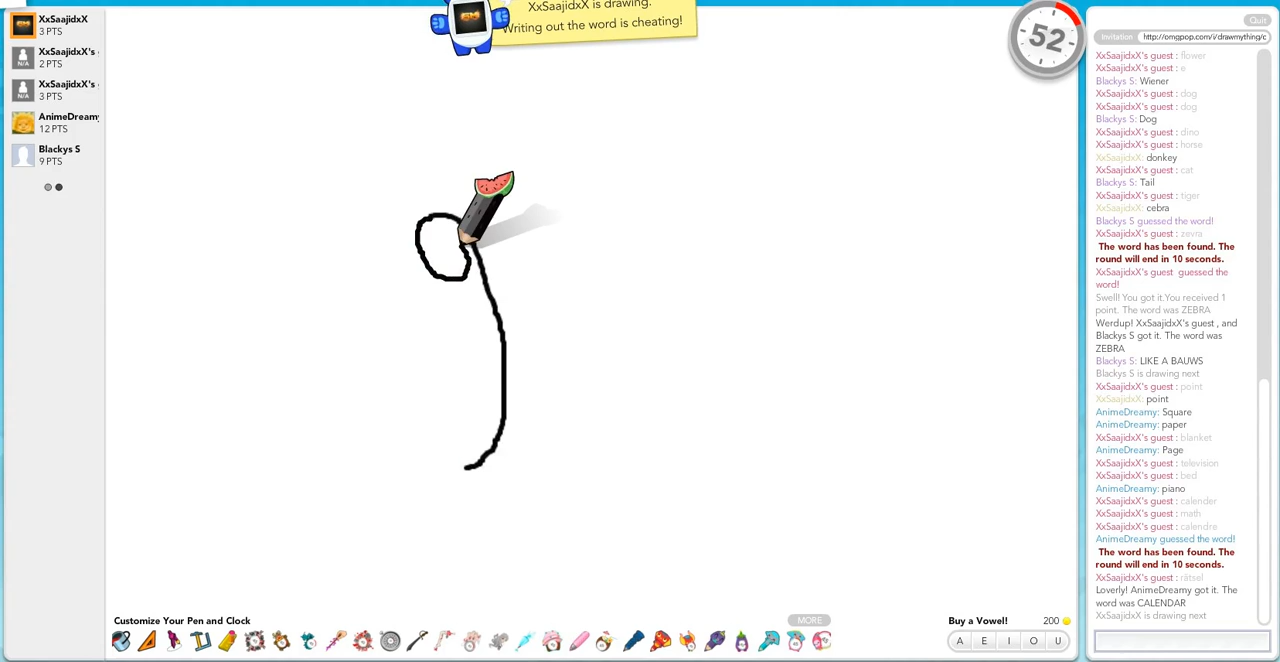 XxSaajidxX
3 PTS
XxSaajidxX's
2 PTS
XxSaajidxX's
3 PTS
AnimeDreamy
12 PTS
Blackys S
9 PTS
XxSaajidxX is drawing.
Writing out the word is cheating!
52
Customize Your Pen and Clock
MORE
Buy a Vowel!
200
A E I O U
Quit
Invitation http://omgpop.com/i/drawmything/c
XxSaajidxX's guest : flower
XxSaajidxX's guest : e
Blackys S: Wiener
XxSaajidxX's guest : dog
XxSaajidxX's guest : dog
Blackys S: Dog
XxSaajidxX's guest : dino
XxSaajidxX's guest : horse
XxSaajidxX: donkey
XxSaajidxX's guest : cat
Blackys S: Tail
XxSaajidxX's guest : tiger
XxSaajidxX: cebra
Blackys S guessed the word!
XxSaajidxX's guest : zevra
The word has been found. The
round will end in 10 seconds.
XxSaajidxX's guest guessed the
word!
Swell! You got it.You received 1
point. The word was ZEBRA
Werdup! XxSaajidxX's guest , and
Blackys S got it. The word was
ZEBRA
Blackys S: LIKE A BAUWS
Blackys S is drawing next
XxSaajidxX's guest : point
XxSaajidxX: point
AnimeDreamy: Square
AnimeDreamy: paper
XxSaajidxX's guest : blanket
AnimeDreamy: Page
XxSaajidxX's guest : television
XxSaajidxX's guest : bed
AnimeDreamy: piano
XxSaajidxX's guest : calender
XxSaajidxX's guest : math
XxSaajidxX's guest : calendre
AnimeDreamy guessed the word!
The word has been found. The
round will end in 10 seconds.
XxSaajidxX's guest : rätsel
Loverly! AnimeDreamy got it. The
word was CALENDAR
XxSaajidxX is drawing next